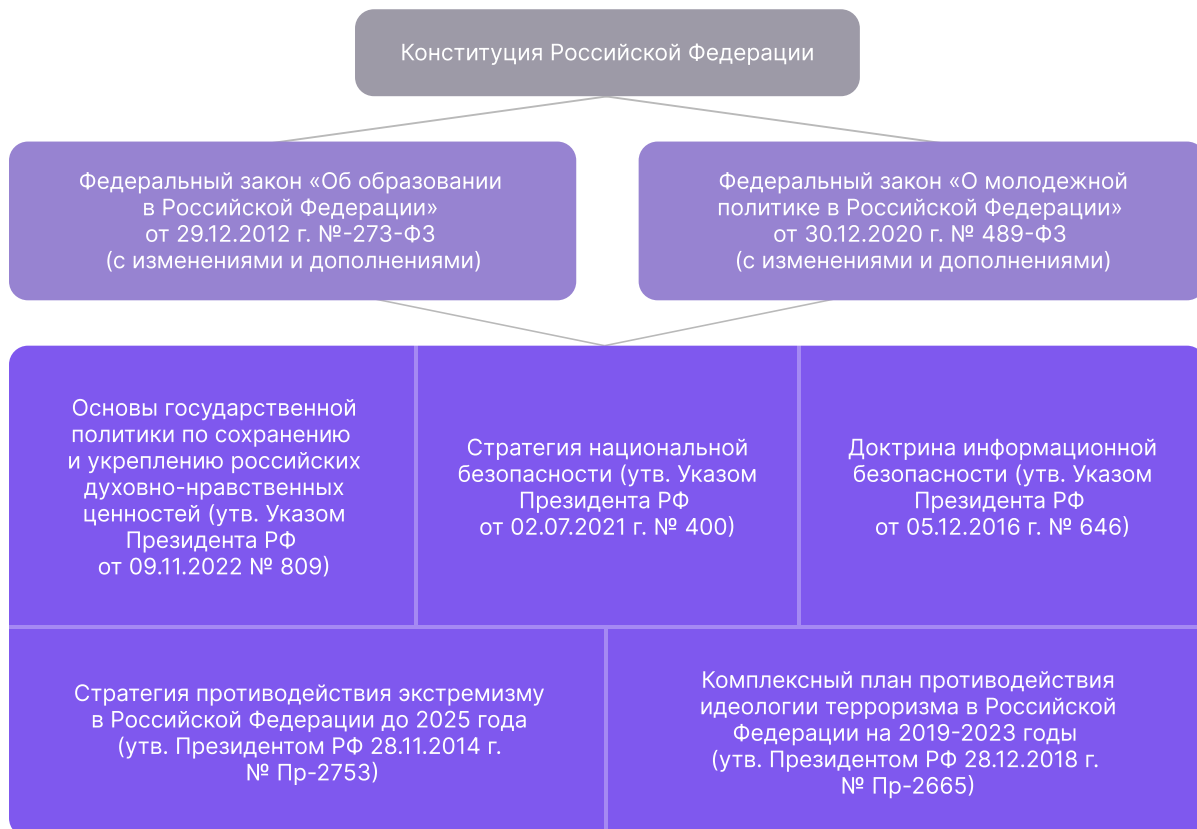 Конституция Российской Федерации
Федеральный закон «Об образовании
в Российской Федерации»
от 29.12.2012 г. №-273-ФЗ
(с изменениями и дополнениями)
Федеральный закон «О молодежной
политике в Российской Федерации»
от 30.12.2020 г. № 489-ФЗ
(с изменениями и дополнениями)
Основы государственной
политики по сохранению
и укреплению российских
духовно-нравственных
ценностей (утв. Указом
Президента РФ
от 09.11.2022 № 809)
Стратегия национальной
безопасности (утв. Указом
Президента РФ
от 02.07.2021 г. № 400)
Доктрина информационной
безопасности (утв. Указом
Президента РФ
от 05.12.2016 г. № 646)
Стратегия противодействия экстремизму
в Российской Федерации до 2025 года
(утв. Президентом РФ 28.11.2014 г.
№ Пр-2753)
Комплексный план противодействия
идеологии терроризма в Российской
Федерации на 2019-2023 годы
(утв. Президентом РФ 28.12.2018 г.
№ Пр-2665)